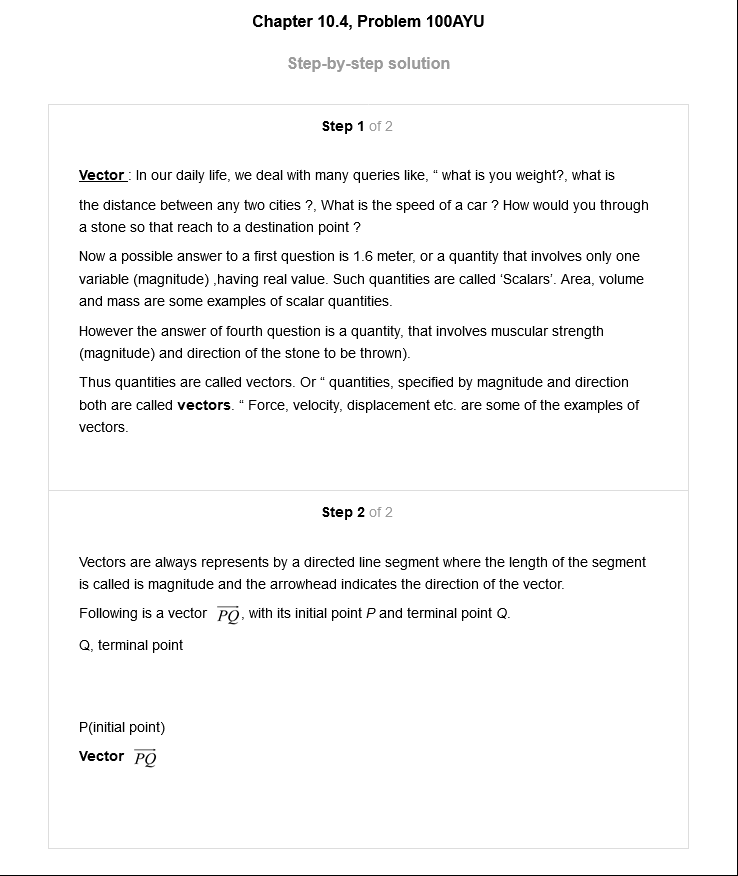 Chapter 10.4, Problem 100AYU
Step-by-step solution
Step 1 of 2
Vector : In our daily life, we deal with many queries like, “ what is you weight?, what is
the distance between any two cities ?, What is the speed of a car ? How would you through
a stone so that reach to a destination point ?
Now a possible answer to a first question is 1.6 meter, or a quantity that involves only one
variable (magnitude) ,having real value. Such quantities are called ‘Scalars’. Area, volume
and mass are some examples of scalar quantities.
However the answer of fourth question is a quantity, that involves muscular strength
(magnitude) and direction of the stone to be thrown).
Thus quantities are called vectors. Or “ quantities, specified by magnitude and direction
both are called vectors. “ Force, velocity, displacement etc. are some of the examples of
vectors.
Step 2 of 2
Vectors are always represents by a directed line segment where the length of the segment
is called is magnitude and the arrowhead indicates the direction of the vector.
Following is a vector PQ, with its initial point P and terminal point Q.
Q, terminal point
P(initial point)
Vector PQ